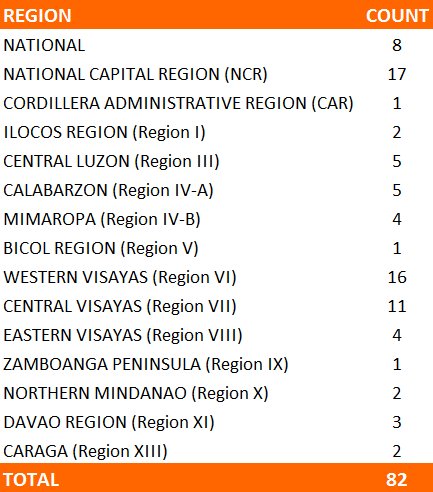 REGION COUNT
NATIONAL 8
NATIONAL CAPITAL REGION (NCR) 17
CORDILLERA ADMINISTRATIVE REGION (CAR) 1
ILOCOS REGION (Region I) 2
CENTRAL LUZON (Region III) 5
CALABARZON (Region IV-A) 5
MIMAROPA (Region IV-B) 4
BICOL REGION (Region V) 1
WESTERN VISAYAS (Region VI) 16
CENTRAL VISAYAS (Region VII) 11
EASTERN VISAYAS (Region VIII) 4
ZAMBOANGA PENINSULA (Region IX) 1
NORTHERN MINDANAO (Region X) 2
DAVAO REGION (Region XI) 3
CARAGA (Region XIII) 2
TOTAL 82